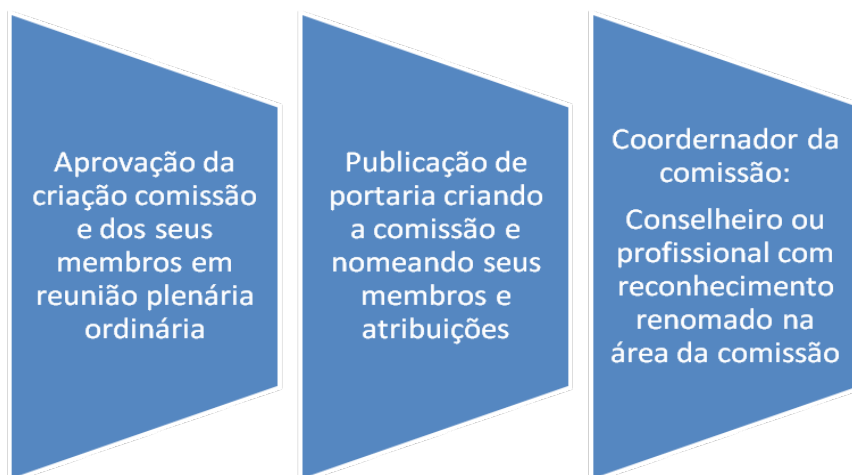 Aprovação da
criação comissão
e dos seus
membros em
reunião plenária
ordinária
Publicação de
portaria criando
a comissão e
nomeando seus
membros e
atribuições
Coordernador da
comissão:
Conselheiro ou
profissional com
reconhecimento
renomado na
área da comissão